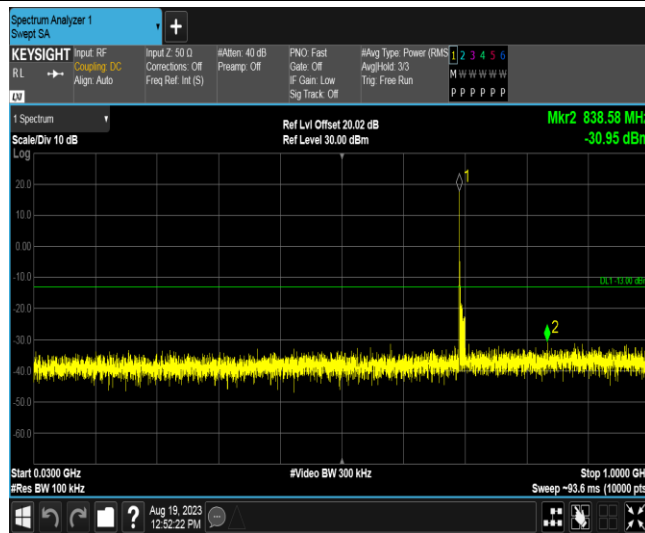 Spectrum Analyzer 1
Swept SA
+
KEYSIGHT
RL
LXI
Input: RF
Coupling: DC
Align: Auto
Input Z: 50 Ω
Corrections: Off
Freq Ref: Int (S)
#Atten: 40 dB
Preamp: Off
PNO: Fast
Gate: Off
IF Gain: Low
Sig Track: Off
#Avg Type: Power (RMS
Avg|Hold: 3/3
Trig: Free Run
1 2 3 4 5 6
M W W W W W
P P P P P P
1 Spectrum
Scale/Div 10 dB
Log
Ref Lvl Offset 20.02 dB
Ref Level 30.00 dBm
Mkr2 838.58 MHz
-30.95 dBm
20.0
10.0
0.00
-10.0
-20.0
-30.0
-40.0
-50.0
-60.0
1
DL1 -13.00 dB
2
Start 0.0300 GHz
#Res BW 100 kHz
#Video BW 300 kHz
Stop 1.0000 GH
Sweep ~93.6 ms (10000 pts
?
Aug 19, 2023
12:52:22 PM